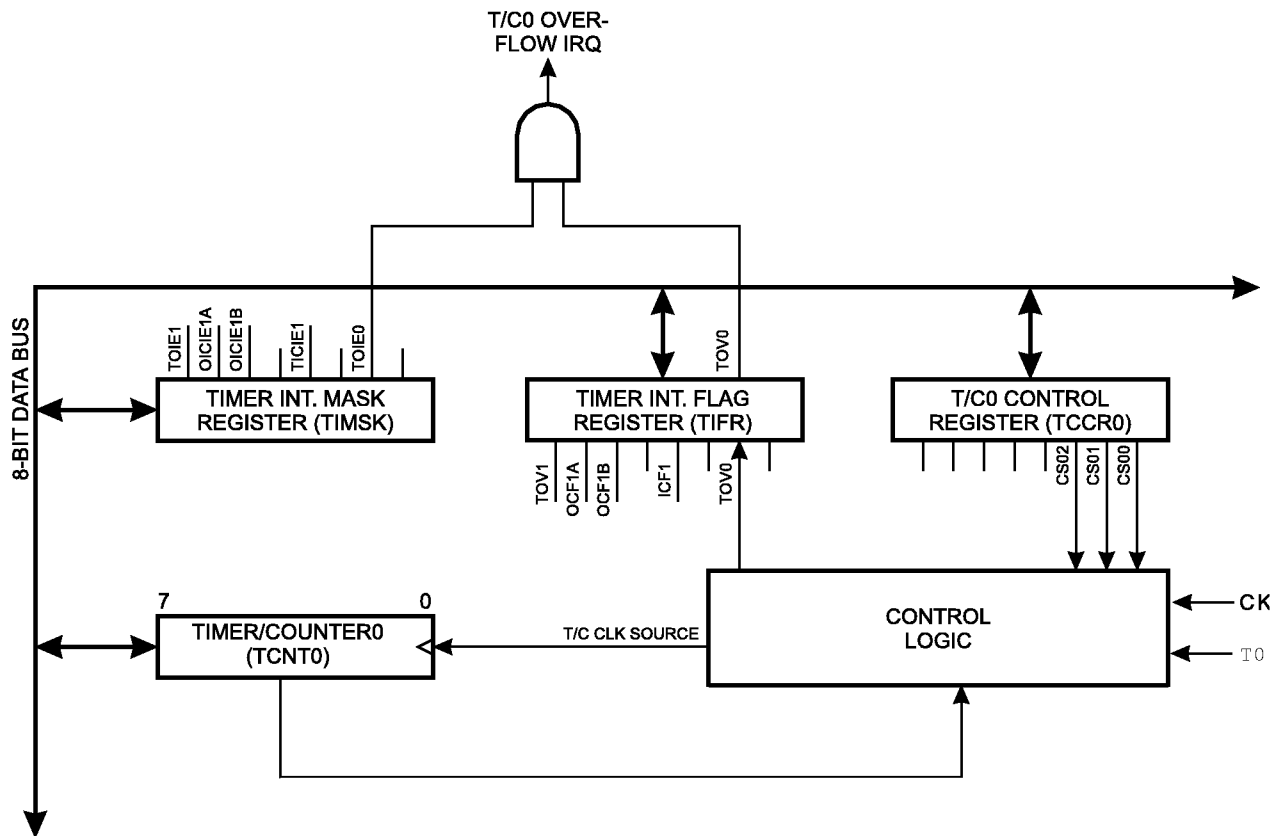 T/C0 OVER-
FLOW IRQ
8-BIT DATA BUS
TOIE1
OICIE1A
OICIE1B
TICIE1
TOIE0
TOV0
TIMER INT. MASK
REGISTER (TIMSK)
TIMER INT. FLAG
REGISTER (TIFR)
T/C0 CONTROL
REGISTER (TCCR0)
TOV1
OCF1A
OCF1B
ICF1
TOV0
CS02
CS01
CS00
7
0
TIMER/COUNTER0
(TCNT0)
T/C CLK SOURCE
CONTROL
LOGIC
CK
T0